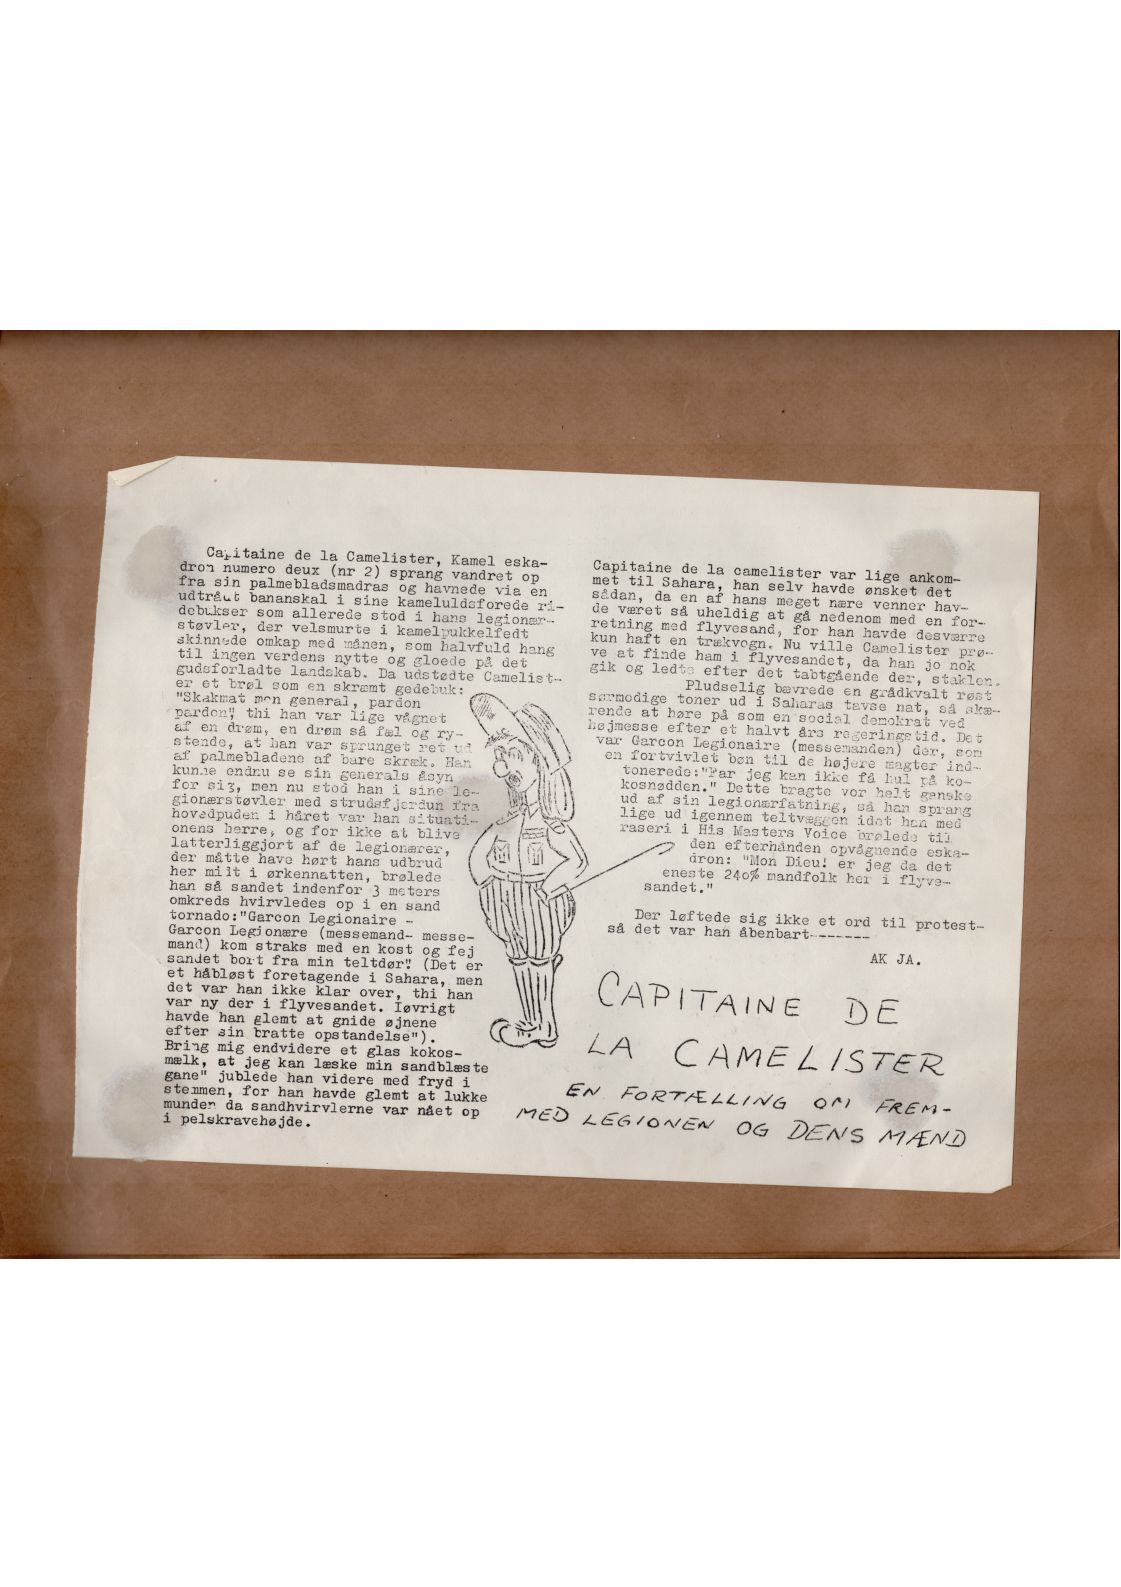 Capitaine de la Camelister, Kamel eska-
dron numero deux (nr 2) sprang vandret op
fra sin palmebladsmadras og havnede via en
udtrådt bananskal i sine kameluldsforede ri-
debukser som allerede stod i hans legionær-
støvler, der velsmurte i kamelpukkelfedt
skinnede omkap med månen, som halvfuld hang
til ingen verdens nytte og gloede på det
gudsforladte landskab. Da udstødte Camelist-
er et brøl som en skræmt gedebuk:
"Skakmat mon general, pardon
pardon", thi han var lige vågnet
af en drøm, en drøm så fæl og ry-
stende, at han var sprunget ret ud
af palmebladene af bare skræk. Han
kunne endnu se sin generals åsyn
for sig, men nu stod han i sine le-
gionærstøvler med strudsfjerdun fra
hovedpuden i håret var han situati-
onens herre, og for ikke at blive
latterliggjort af de legionærer,
der måtte have hørt hans udbrud
her milt i ørkennatten, brølede
han så sandet indenfor 3 meters
omkreds hvirvledes op i en sand
tornado:"Garcon Legionaire -
Garcon Legionære (messemand- messe-
mand) kom straks med en kost og fej
sandet bort fra min teltdør" (Det er
et håbløst foretagende i Sahara, men
det var han ikke klar over, thi han
var ny der i flyvesandet. Iøvrigt
havde han glemt at gnide øjnene
efter sin bratte opstandelse").
Bring mig endvidere et glas kokos-
mælk, at jeg kan læske min sandblæste
gane" jublede han videre med fryd i
stemmen, for han havde glemt at lukke
munden da sandhvirvlerne var nået op
i pelskravehøjde.
Capitaine de la camelister var lige ankom-
met til Sahara, han selv havde ønsket det
sådan, da en af hans meget nære venner hav-
de været så uheldig at gå nedenom med en for-
retning med flyvesand, for han havde desværre
kun haft en trækvogn. Nu ville Camelister prø-
ve at finde ham i flyvesandet, da han jo nok
gik og ledte efter det tabtgående der, staklen.
Pludselig bævrede en grådkvalt røst
sørmodige toner ud i Saharas tavse nat, så skæ-
rende at høre på som en social demokrat ved
højmesse efter et halvt års regeringstid. Det
var Garcon Legionaire (messemanden) der, som
en fortvivlet bøn til de højere magter ind-
tonerede:"Far jeg kan ikke få hul på ko-
kosnødden." Dette bragte vor helt ganske
ud af sin legionærfatning, så han sprang
lige ud igennem teltvæggen idet han med
raseri i His Masters Voice brølede til
den efterhånden opvågnende eska-
dron: "Mon Dieu! er jeg da det
eneste 240% mandfolk her i flyve-
sandet."
Der løftede sig ikke et ord til protest-
så det var han åbenbart-------
AK JA.
CAPITAINE DE
LA CAMELISTER
EN FORTÆLLING OM FREM-
MED LEGIONEN OG DENS MÆND